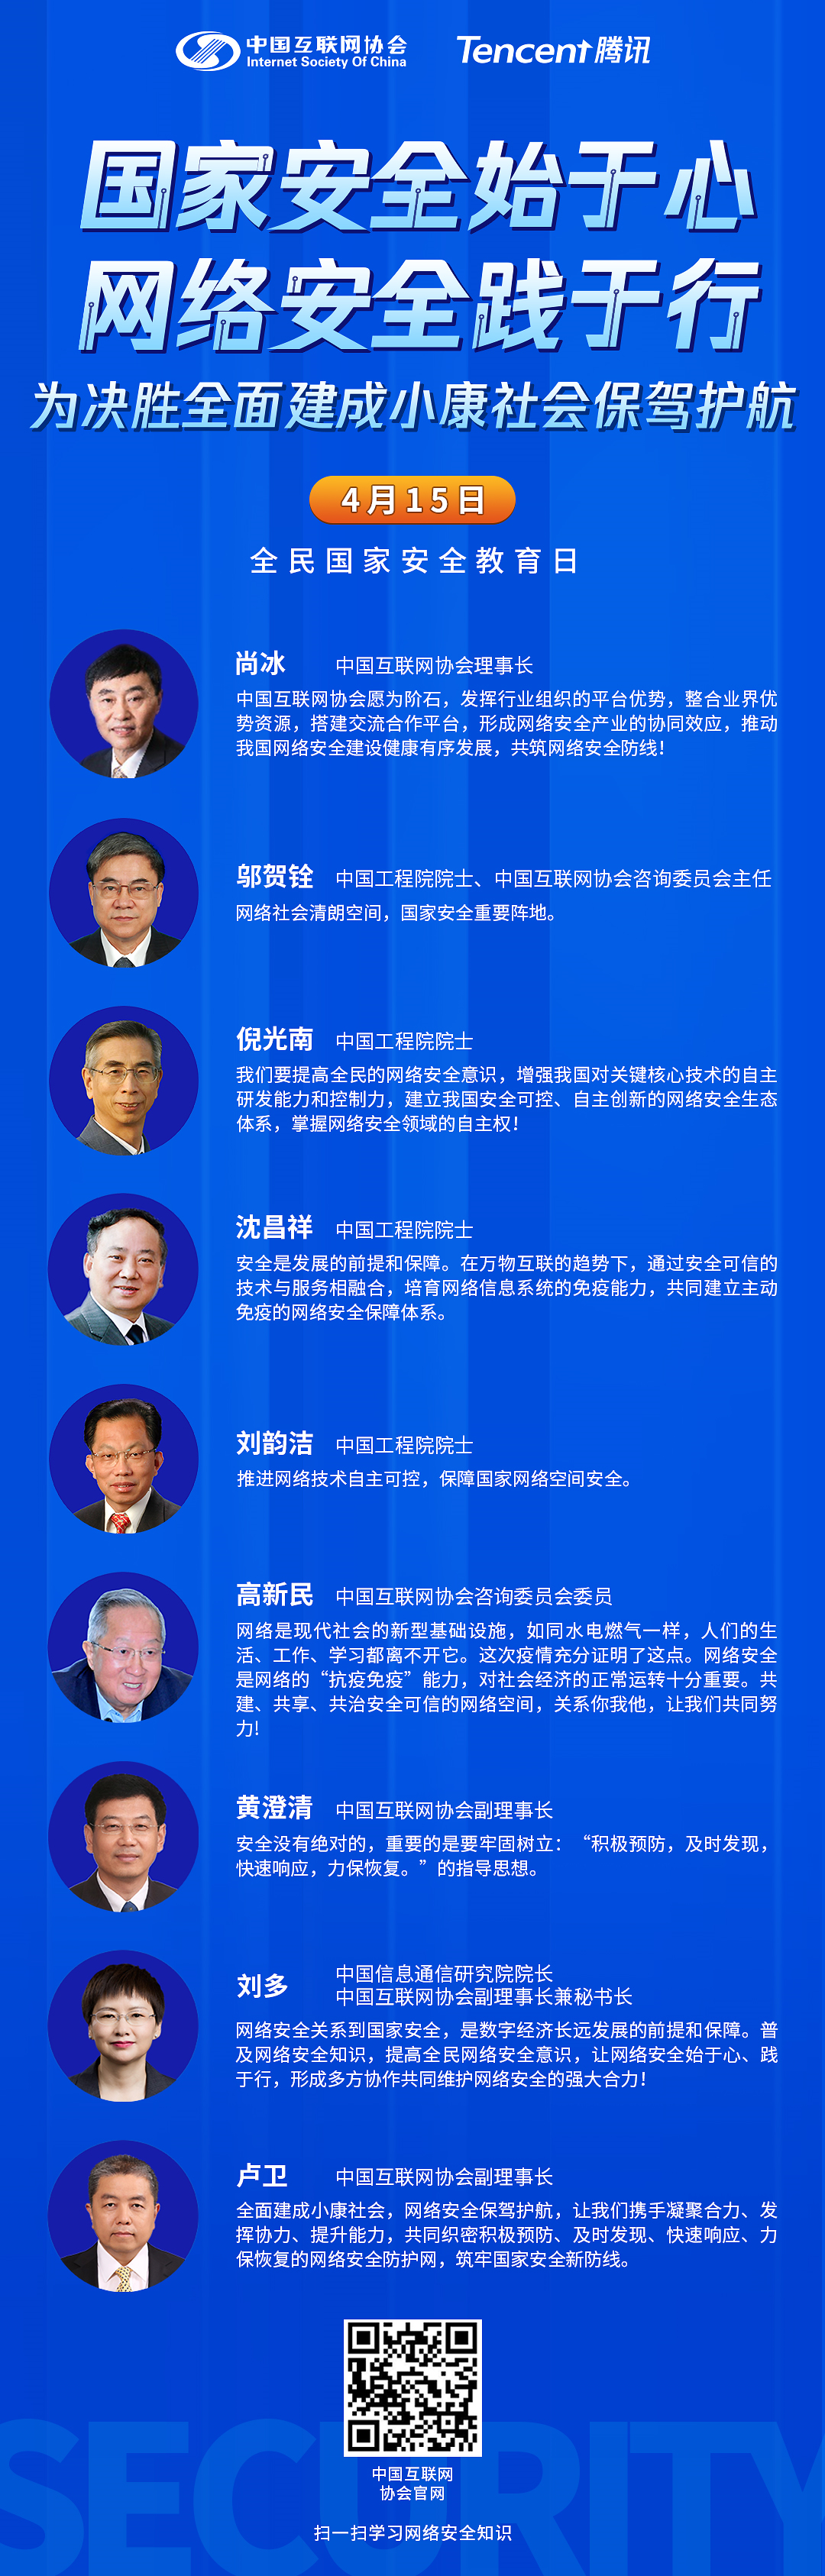 中国互联网协会
Internet Society Of China
Tencent 腾讯
国家安全始于心
网络安全践于行
为决胜全面建成小康社会保驾护航
4月15日
全民国家安全教育日
尚冰 中国互联网协会理事长
中国互联网协会愿为阶石，发挥行业组织的平台优势，整合业界优
势资源，搭建交流合作平台，形成网络安全产业的协同效应，推动
我国网络安全建设健康有序发展，共筑网络安全防线！
邬贺铨 中国工程院院士、中国互联网协会咨询委员会主任
网络社会清朗空间，国家安全重要阵地。
倪光南 中国工程院院士
我们要提高全民的网络安全意识，增强我国对关键核心技术的自主
研发能力和控制力，建立我国安全可控、自主创新的网络安全生态
体系，掌握网络安全领域的自主权！
沈昌祥 中国工程院院士
安全是发展的前提和保障。在万物互联的趋势下，通过安全可信的
技术与服务相融合，培育网络信息系统的免疫能力，共同建立主动
免疫的网络安全保障体系。
刘韵洁 中国工程院院士
推进网络技术自主可控，保障国家网络空间安全。
高新民 中国互联网协会咨询委员会委员
网络是现代社会的新型基础设施，如同水电燃气一样，人们的生
活、工作、学习都离不开它。这次疫情充分证明了这点。网络安全
是网络的“抗疫免疫”能力，对社会经济的正常运转十分重要。共
建、共享、共治安全可信的网络空间，关系你我他，让我们共同努
力!
黄澄清 中国互联网协会副理事长
安全没有绝对的，重要的是要牢固树立：“积极预防，及时发现，
快速响应，力保恢复。”的指导思想。
刘多 中国信息通信研究院院长
中国互联网协会副理事长兼秘书长
网络安全关系到国家安全，是数字经济长远发展的前提和保障。普
及网络安全知识，提高全民网络安全意识，让网络安全始于心、践
于行，形成多方协作共同维护网络安全的强大合力！
卢卫 中国互联网协会副理事长
全面建成小康社会，网络安全保驾护航，让我们携手凝聚合力、发
挥协力、提升能力，共同织密积极预防、及时发现、快速响应、力
保恢复的网络安全防护网，筑牢国家安全新防线。
中国互联网
协会官网
扫一扫学习网络安全知识
SECURITY